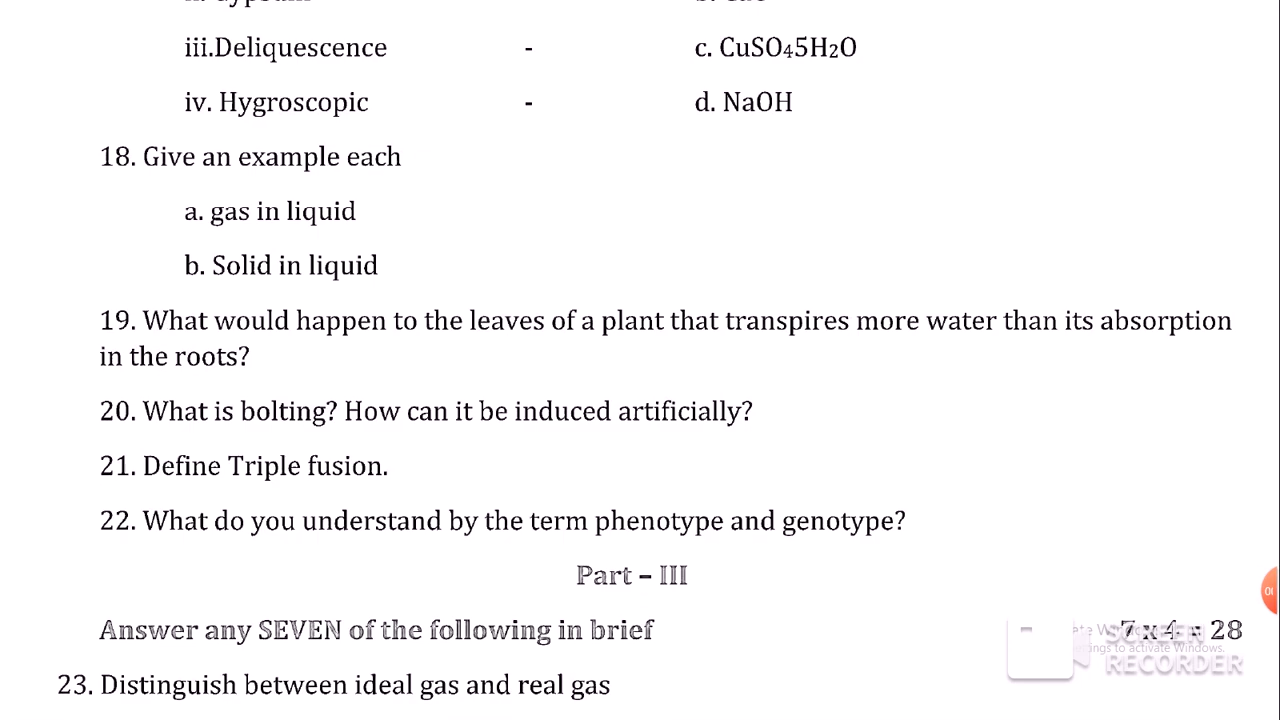 iii.Deliquescence - c. CuSO45H2O
iv. Hygroscopic - d. NaOH
18. Give an example each
a. gas in liquid
b. Solid in liquid
19. What would happen to the leaves of a plant that transpires more water than its absorption
in the roots?
20. What is bolting? How can it be induced artificially?
21. Define Triple fusion.
22. What do you understand by the term phenotype and genotype?
Part – III
Answer any SEVEN of the following in brief 7 x 4 = 28
SCREEN
RECORDER
23. Distinguish between ideal gas and real gas